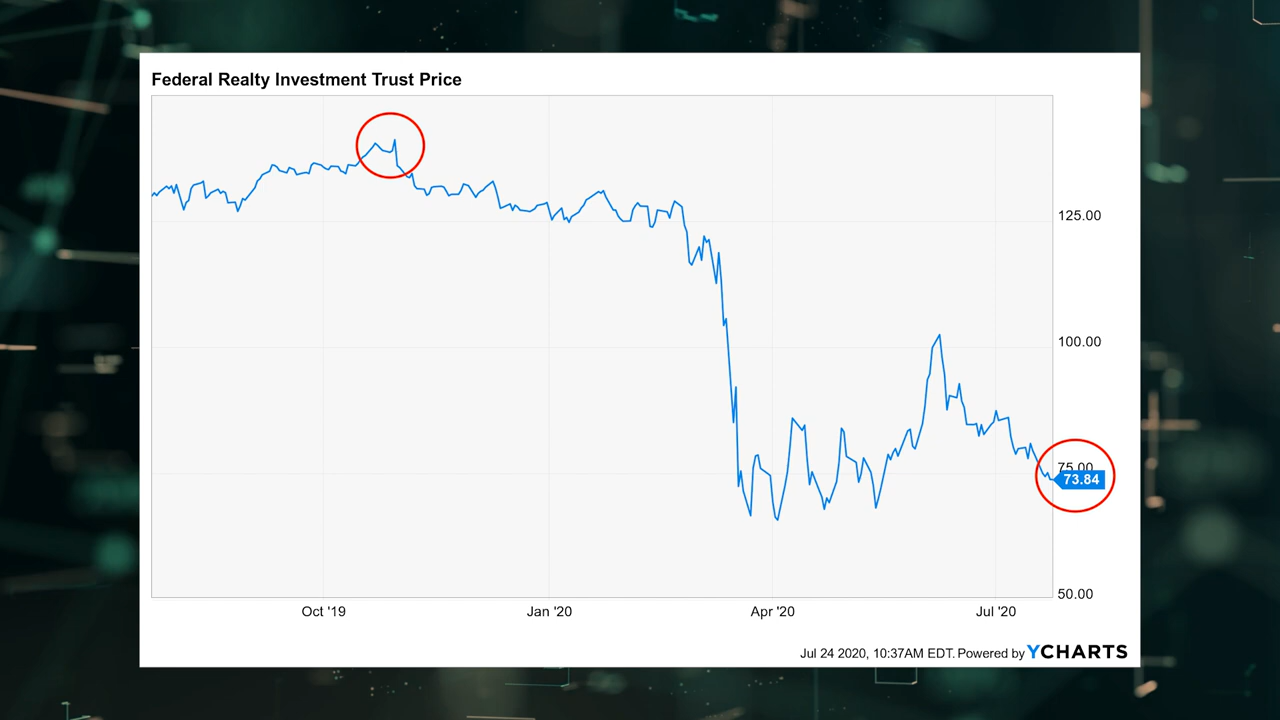 Federal Realty Investment Trust Price
125.00
100.00
75.00
73.84
50.00
Oct '19 Jan '20 Apr '20 Jul '20
Jul 24 2020, 10:37AM EDT. Powered by YCHARTS